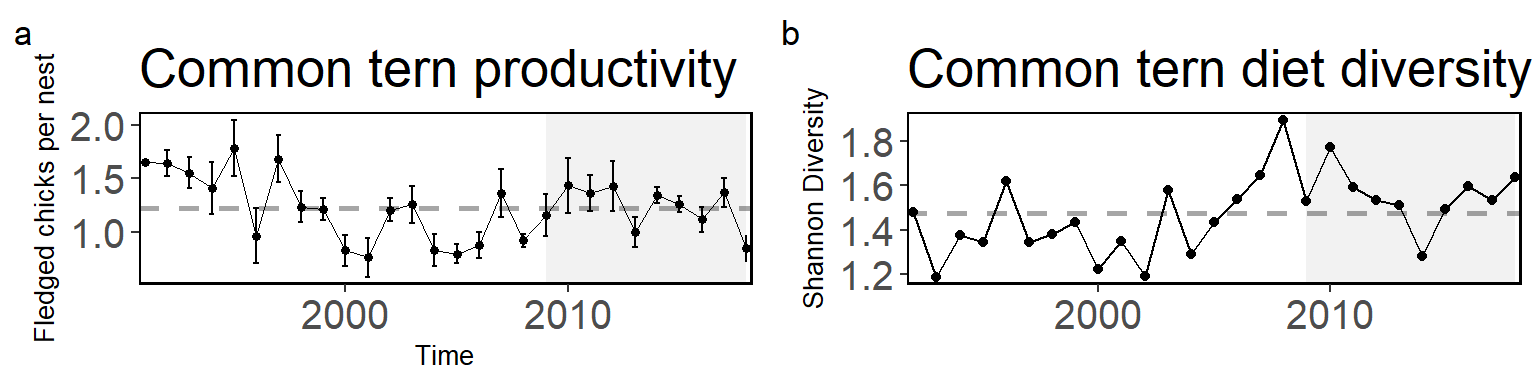 a
Common tern productivity
Fledged chicks per nest
2.0
1.5
1.0
2000
2010
Time
b
Common tern diet diversity
Shannon Diversity
1.8
1.6
1.4
1.2
2000
2010